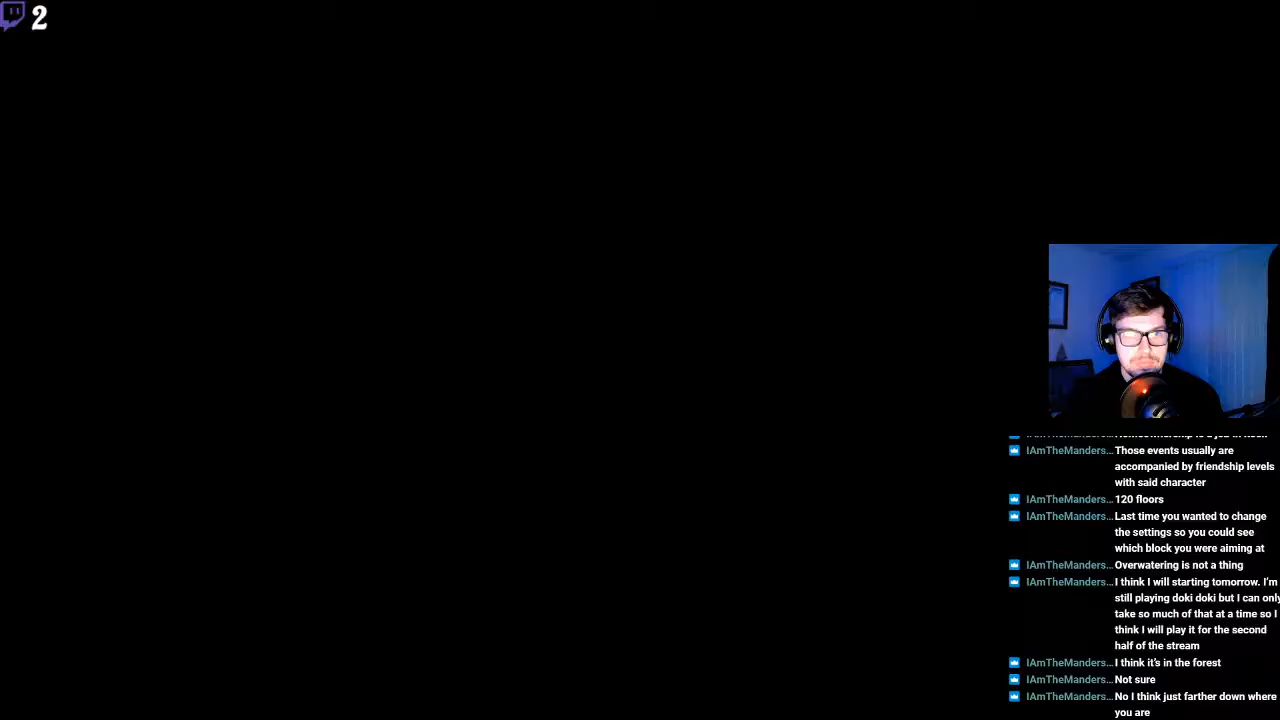 2
IAmTheManders... Those events usually are
accompanied by friendship levels
with said character
IAmTheManders... 120 floors
IAmTheManders... Last time you wanted to change
the settings so you could see
which block you were aiming at
IAmTheManders... Overwatering is not a thing
IAmTheManders... I think I will starting tomorrow. I'm
still playing doki doki but I can only
take so much of that at a time so I
think I will play it for the second
half of the stream
IAmTheManders... I think it's in the forest
IAmTheManders... Not sure
IAmTheManders... No I think just farther down where
you are